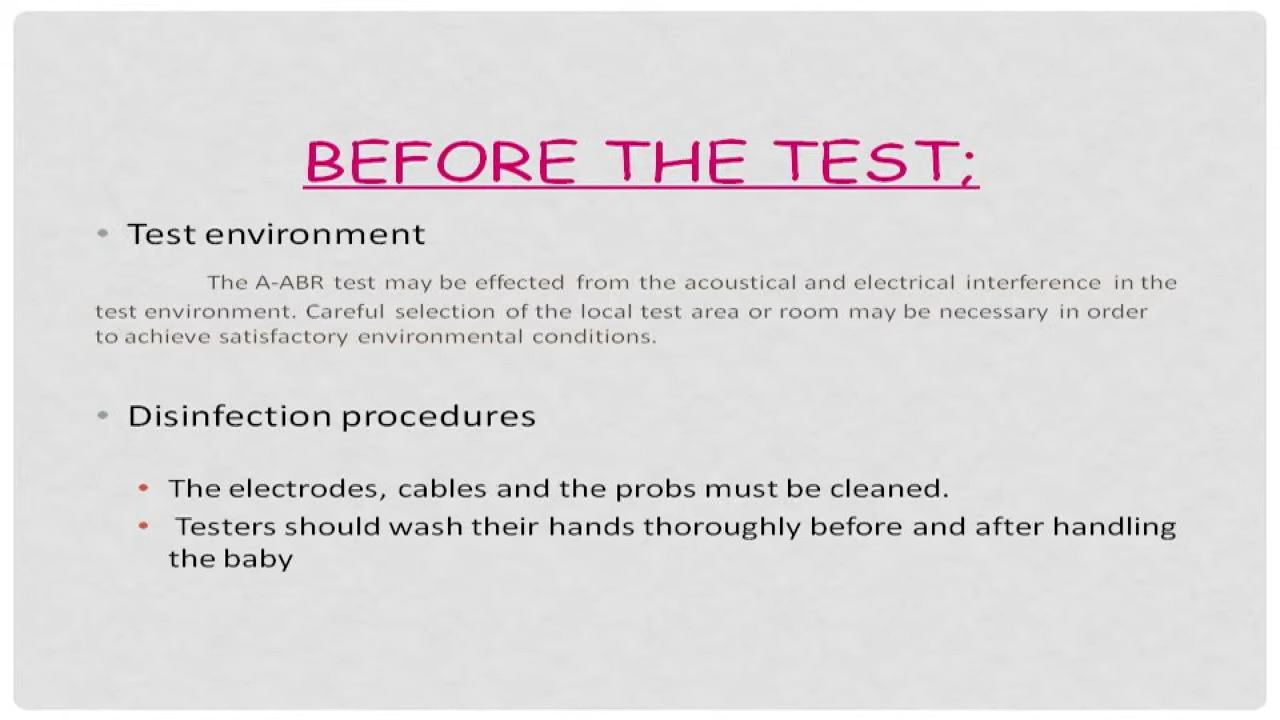 BEFORE THE TEST;
• Test environment
The A-ABR test may be effected from the acoustical and electrical interference in the
test environment. Careful selection of the local test area or room may be necessary in order
to achieve satisfactory environmental conditions.
• Disinfection procedures
• The electrodes, cables and the probs must be cleaned.
• Testers should wash their hands thoroughly before and after handling
the baby